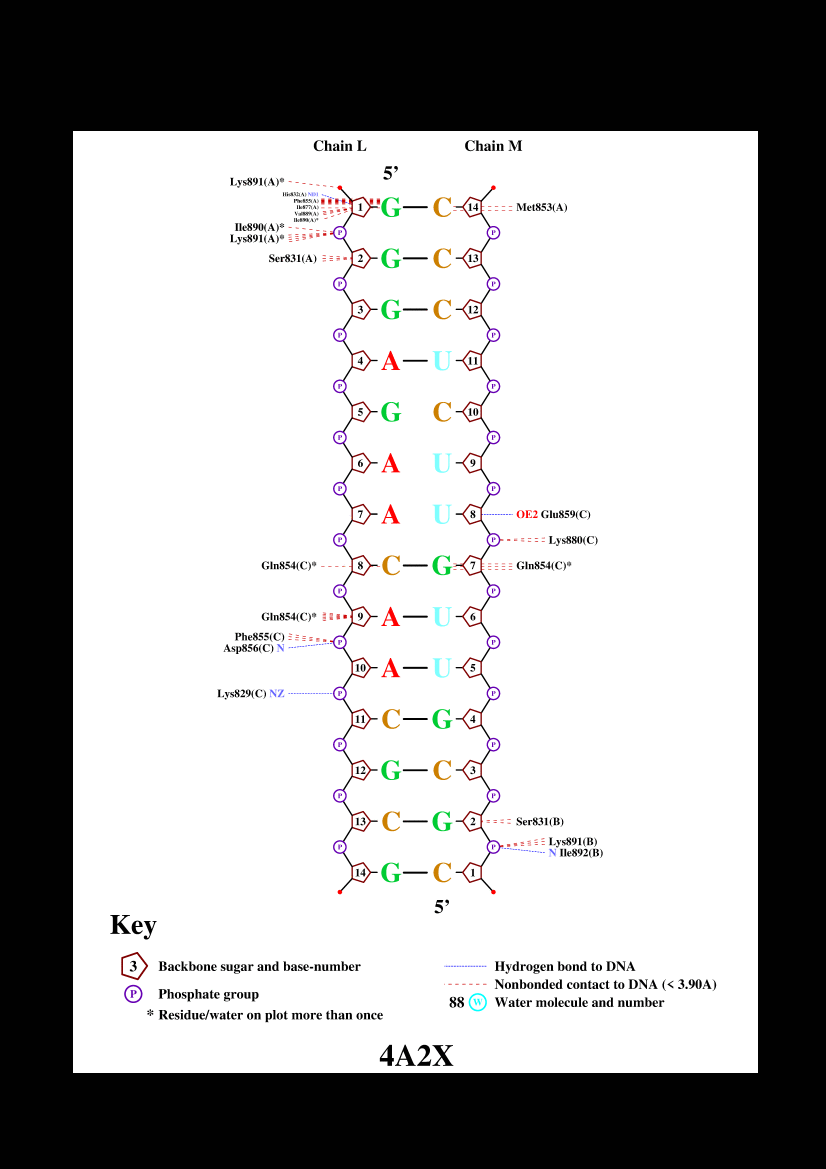 Chain L Chain M
5’
Lys891(A)*
His832(A) ND1
Phe855(A)
Ile877(A)
Val889(A)
Ile890(A)*
1 G C 14 Met853(A)
Ile890(A)*
P P
Lys891(A)*
Ser831(A) 2 G C 13
P P
3 G C 12
P P
4 A U 11
P P
5 G C 10
P P
6 A U 9
P P
7 A U 8 OE2 Glu859(C)
P P Lys880(C)
Gln854(C)* 8 C G 7 Gln854(C)*
P P
Gln854(C)* 9 A U 6
Phe855(C)
P P
Asp856(C) N
10 A U 5
Lys829(C) NZ P P
11 C G 4
P P
12 G C 3
P P
13 C G 2 Ser831(B)
Lys891(B)
P P
N Ile892(B)
14 G C 1
5’
Key
3 Backbone sugar and base-number
P Phosphate group
* Residue/water on plot more than once
Hydrogen bond to DNA
Nonbonded contact to DNA (< 3.90A)
88 W Water molecule and number
4A2X